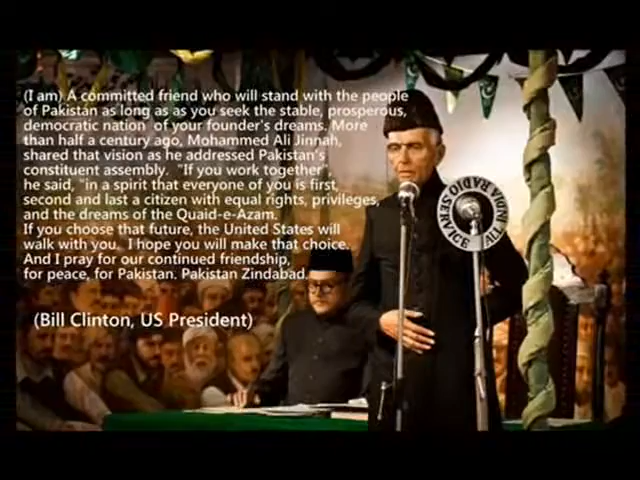 (I am) A committed friend who will stand with the people
of Pakistan as long as as you seek the stable, prosperous,
democratic nation of your founder's dreams. More
than half a century ago, Mohammed Ali Jinnah,
shared that vision as he addressed Pakistan's
constituent assembly. "If you work together",
he said, "in a spirit that everyone of you is first,
second and last a citizen with equal rights, privileges,
and the dreams of the Quaid-e-Azam.
If you choose that future, the United States will
walk with you. I hope you will make that choice.
And I pray for our continued friendship,
for peace, for Pakistan. Pakistan Zindabad.
(Bill Clinton, US President)
ALL INDIA RADIO SERVICE